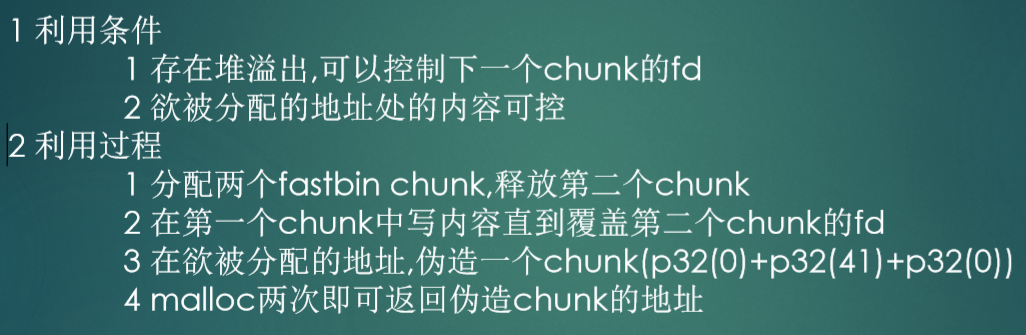 1 利用条件
1 存在堆溢出,可以控制下一个chunk的fd
2 欲被分配的地址处的内容可控
2 利用过程
1 分配两个fastbin chunk,释放第二个chunk
2 在第一个chunk中写内容直到覆盖第二个chunk的fd
3 在欲被分配的地址,伪造一个chunk(p32(0)+p32(41)+p32(0))
4 malloc两次即可返回伪造chunk的地址